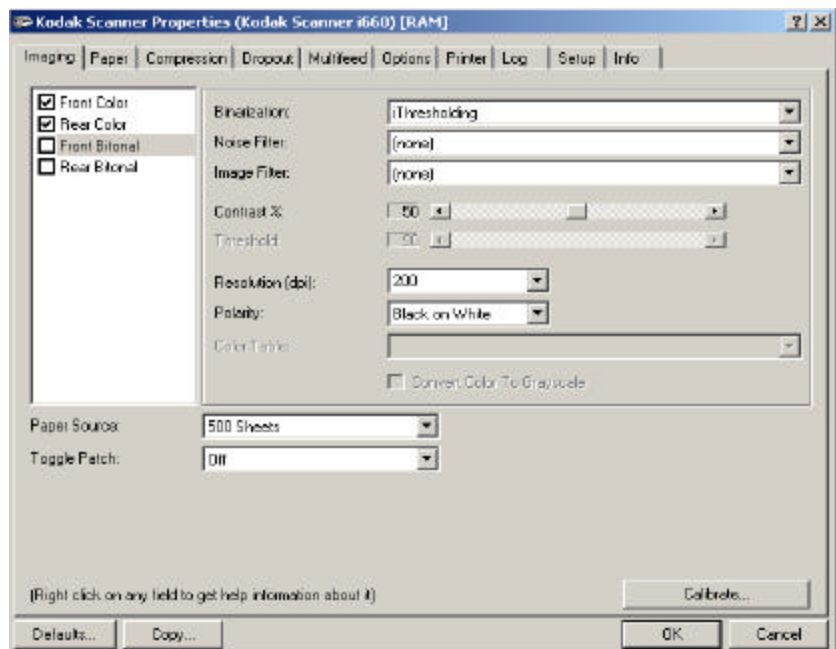 Kodak Scanner Properties (Kodak Scanner i660) [RAM]
Imaging Paper Compression Dropout Multifeed Options Printer Log Setup Info
Front Color
Rear Color
Front Bitonal
Rear Bitonal
Binarization: iThresholding
Noise Filter: (none)
Image Filter: (none)
Contrast %: 50
Threshold: 90
Resolution (dpi): 200
Polarity: Black on White
Color Table:
Convert Color To Grayscale
Paper Source: 500 Sheets
Toggle Patch: Off
(Right click on any field to get help information about it)
Calibrate...
Defaults... Copy... OK Cancel